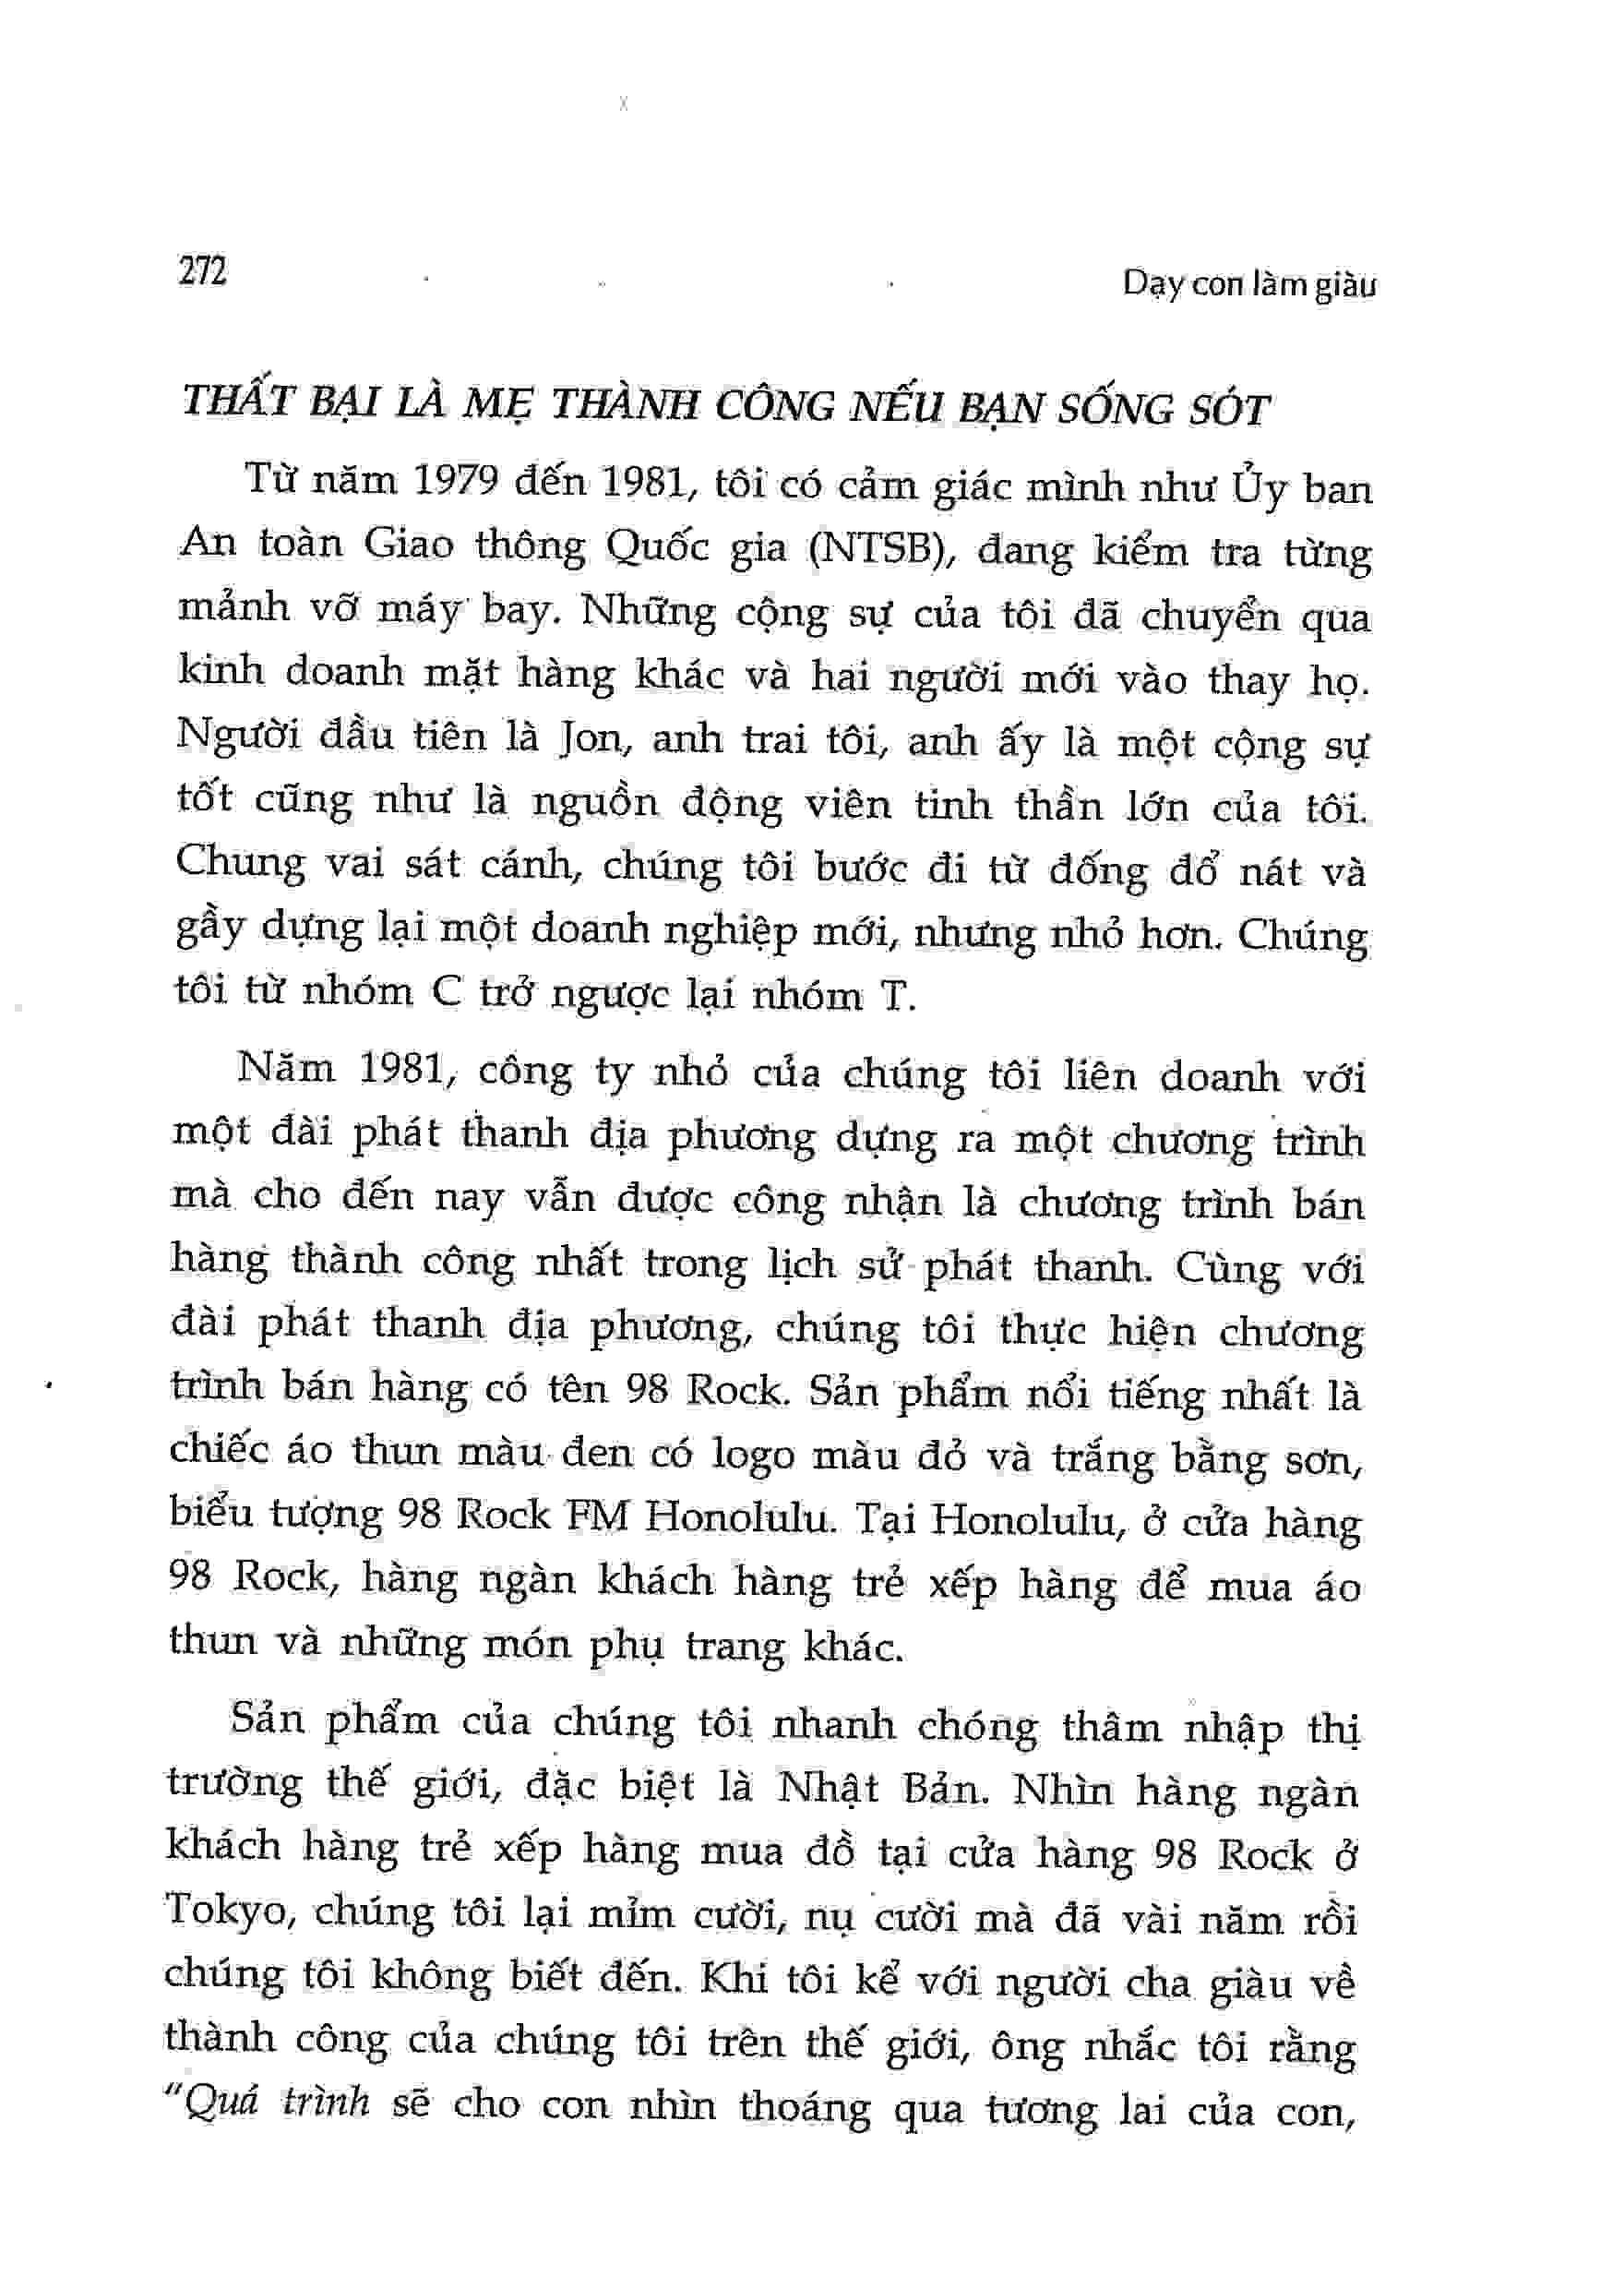 272
Dạy con làm giàu
THẤT BẠI LÀ MẸ THÀNH CÔNG NẾU BẠN SỐNG SÓT
Từ năm 1979 đến 1981, tôi có cảm giác mình như Ủy ban
An toàn Giao thông Quốc gia (NTSB), đang kiểm tra từng
mảnh vỡ máy bay. Những cộng sự của tôi đã chuyển qua
kinh doanh mặt hàng khác và hai người mới vào thay họ.
Người đầu tiên là Jon, anh trai tôi, anh ấy là một cộng sự
tốt cũng như là nguồn động viên tinh thần lớn của tôi.
Chung vai sát cánh, chúng tôi bước đi từ đống đổ nát và
gầy dựng lại một doanh nghiệp mới, nhưng nhỏ hơn. Chúng
tôi từ nhóm C trở ngược lại nhóm T.
Năm 1981, công ty nhỏ của chúng tôi liên doanh với
một đài phát thanh địa phương dựng ra một chương trình
mà cho đến nay vẫn được công nhận là chương trình bán
hàng thành công nhất trong lịch sử phát thanh. Cùng với
đài phát thanh địa phương, chúng tôi thực hiện chương
trình bán hàng có tên 98 Rock. Sản phẩm nổi tiếng nhất là
chiếc áo thun màu đen có logo màu đỏ và trắng bằng sơn,
biểu tượng 98 Rock FM Honolulu. Tại Honolulu, ở cửa hàng
98 Rock, hàng ngàn khách hàng trẻ xếp hàng để mua áo
thun và những món phụ trang khác.
Sản phẩm của chúng tôi nhanh chóng thâm nhập thị
trường thế giới, đặc biệt là Nhật Bản. Nhìn hàng ngàn
khách hàng trẻ xếp hàng mua đồ tại cửa hàng 98 Rock ở
Tokyo, chúng tôi lại mỉm cười, nụ cười mà đã vài năm rồi
chúng tôi không biết đến. Khi tôi kể với người cha giàu về
thành công của chúng tôi trên thế giới, ông nhắc tôi rằng
"Quá trình sẽ cho con nhìn thoáng qua tương lai của con,